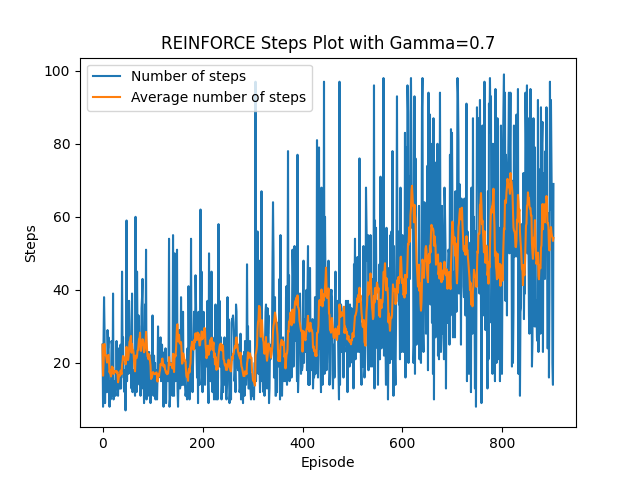 REINFORCE Steps Plot with Gamma=0.7
Number of steps
Average number of steps
100
80
60
40
20
Steps
0
200
400
600
800
Episode